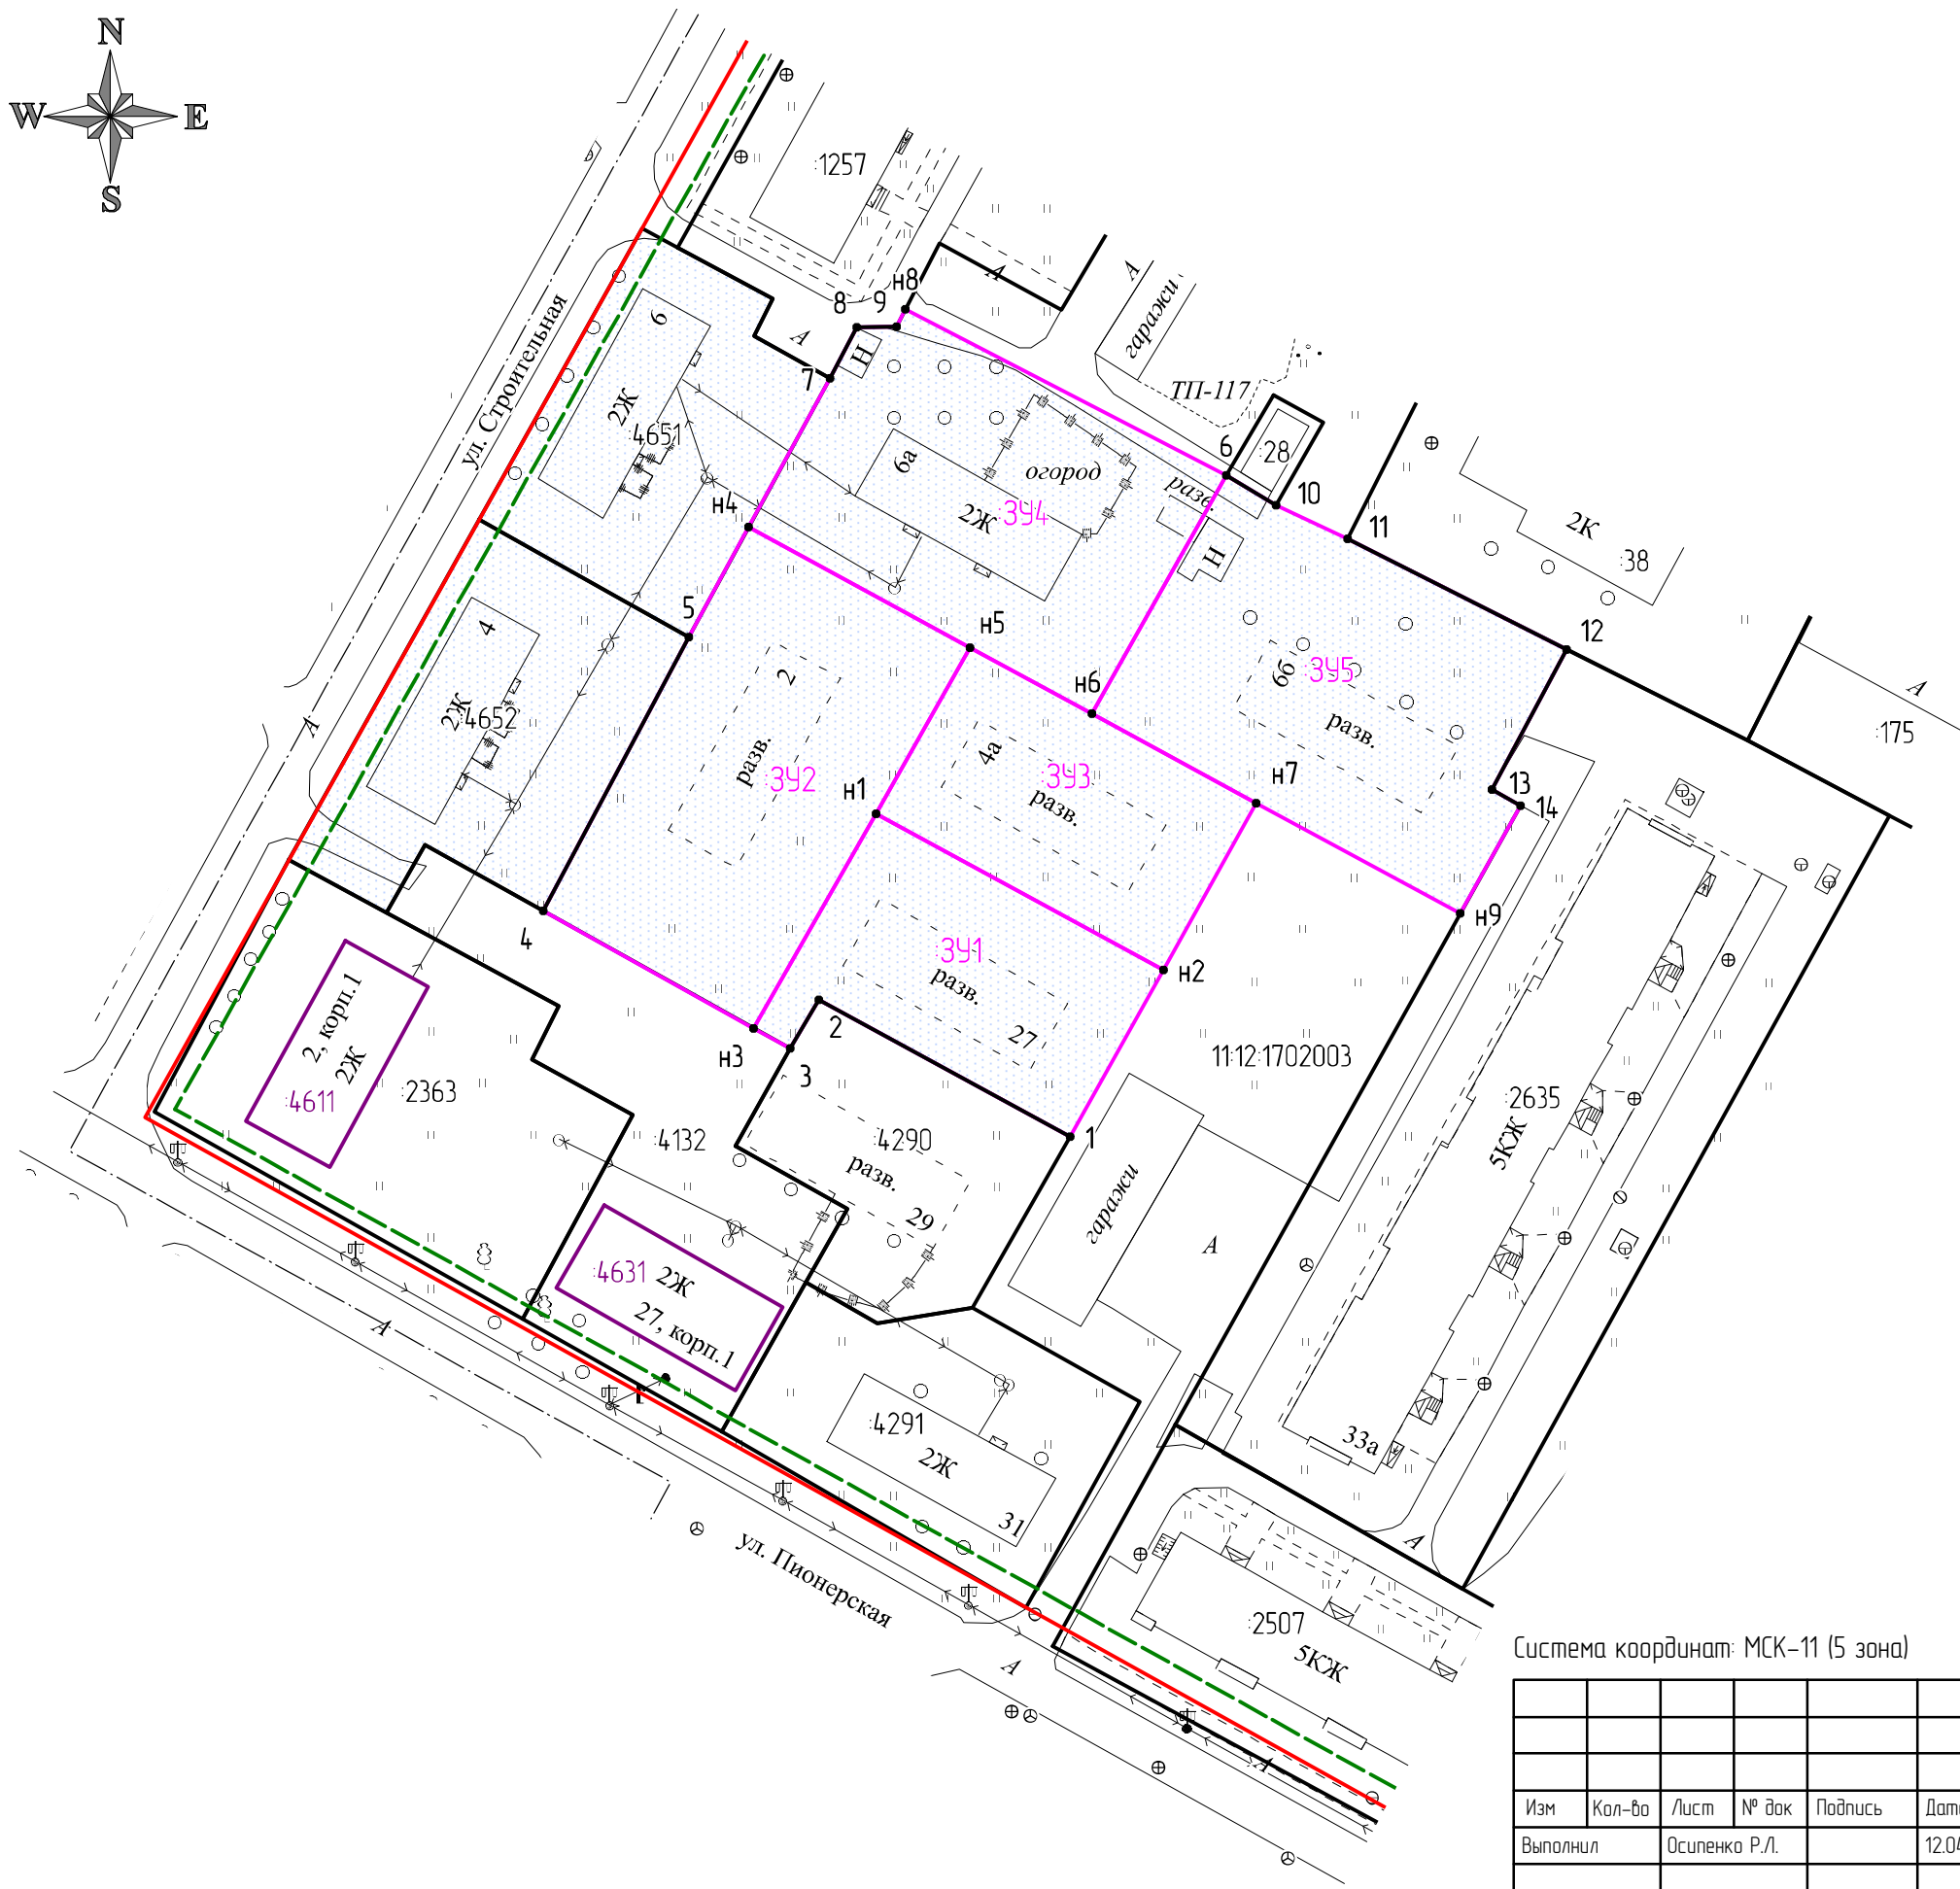 N
W E
S
:1257
А
А
гаражи
ТП-117
:28
ул. Строительная
6
2Ж
:4651
А
8
9
н8
Н
7
6а
огород
2Ж
:ЗУ4
разв.
6
10
11
2К
:38
Н
н4
5
н5
н6
12
А
:175
4
2Ж
:4652
А
2
разв.
:ЗУ2
6б
:ЗУ5
разв.
4а
:ЗУ3
разв.
н1
н7
13
14
4
:ЗУ1
разв.
27
н2
н9
2
н3
3
11:12:1702003
1
2, корп.1
2Ж
:4611
:2363
:4132
:4290
разв.
29
:2635
5КЖ
гаражи
А
:4631
2Ж
27, корп.1
А
Г
:4291
2Ж
31
33а
А
ул. Пионерская
:2507
5КЖ
А
А
Система координат: МСК-11 (5 зона)
Изм Кол-во Лист № док Подпись
Выполнил Осипенко Р.Л.